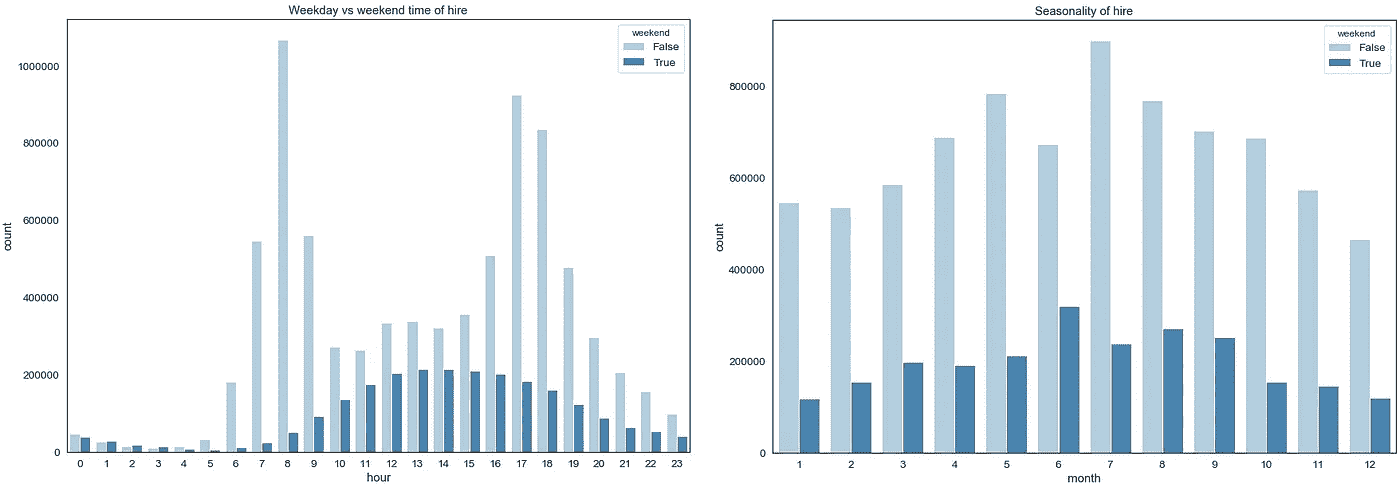 Weekday vs weekend time of hire
weekend
False
True
1000000
800000
600000
400000
200000
0
count
0 1 2 3 4 5 6 7 8 9 10 11 12 13 14 15 16 17 18 19 20 21 22 23
hour
Seasonality of hire
weekend
False
True
800000
600000
400000
200000
0
count
1 2 3 4 5 6 7 8 9 10 11 12
month